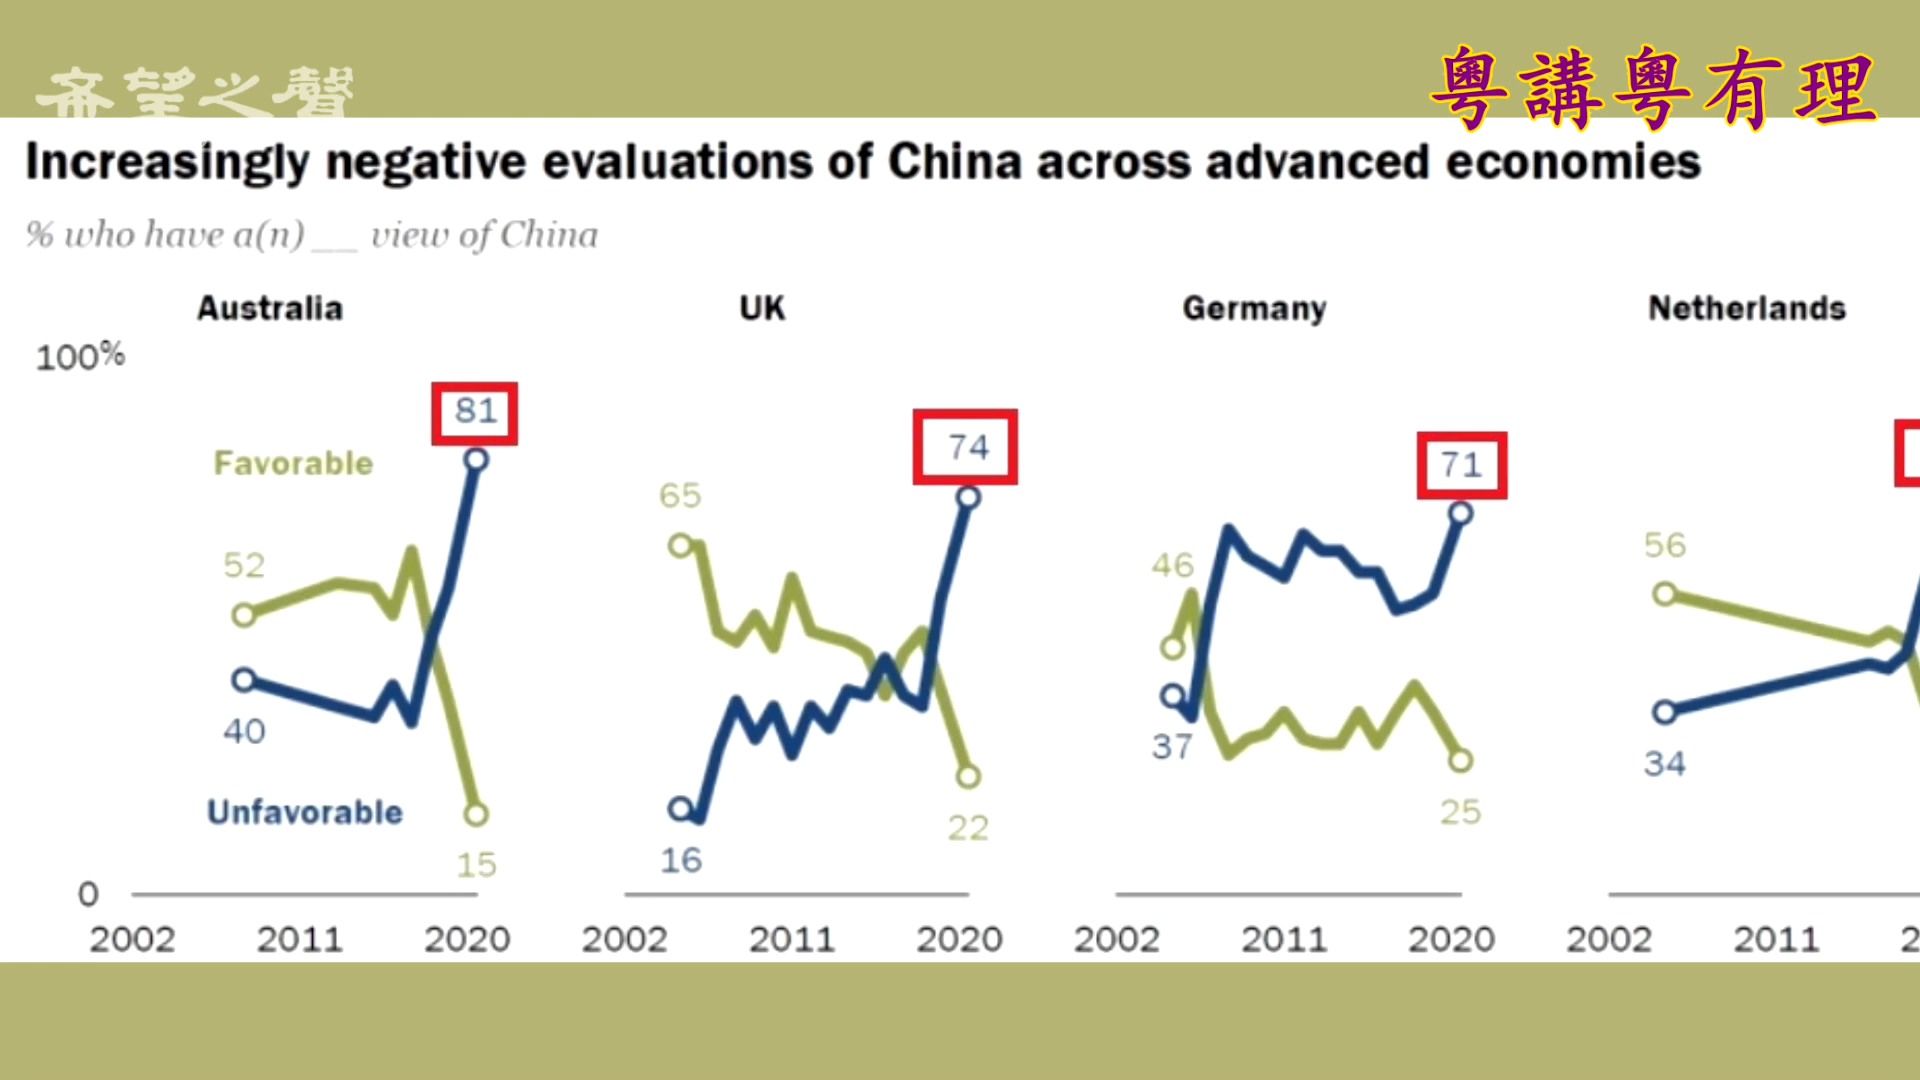 希望之聲
粵講粵有理
Increasingly negative evaluations of China across advanced economies
% who have a(n) __ view of China
Australia UK Germany Netherlands
100%
81
74
71
Favorable
65
52
46
56
40
37
34
Unfavorable
16
15
22
25
0
2002 2011 2020 2002 2011 2020 2002 2011 2020 2002 2011 2